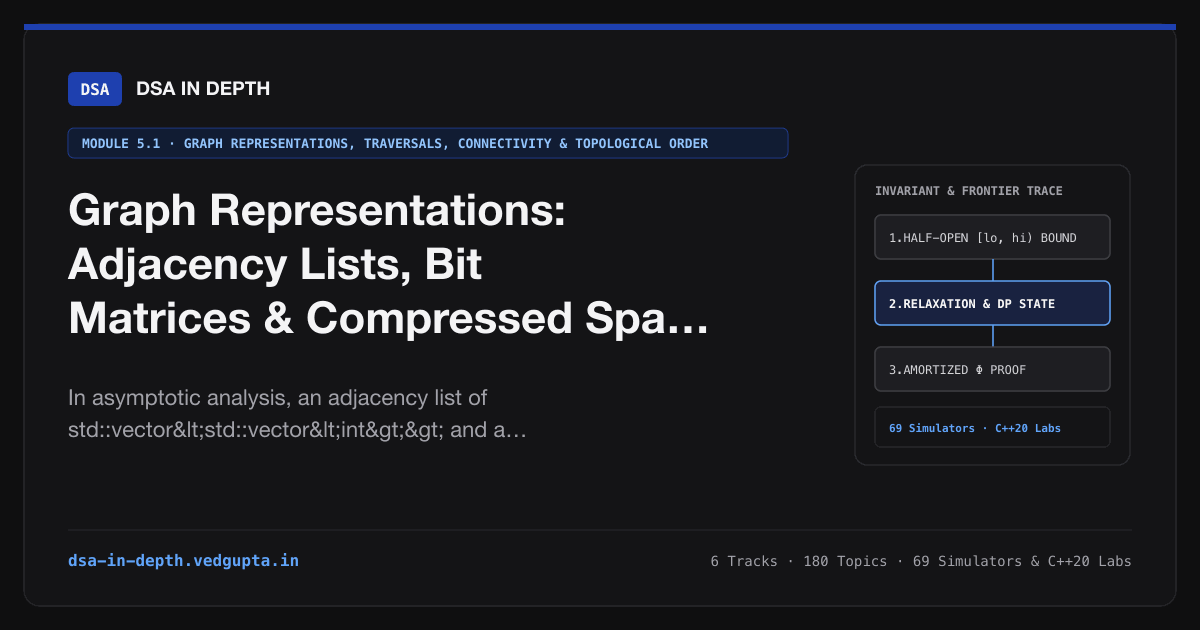 DSA
DSA IN DEPTH
MODULE 5.1 · GRAPH REPRESENTATIONS, TRAVERSALS, CONNECTIVITY & TOPOLOGICAL ORDER
Graph Representations:
Adjacency Lists, Bit
Matrices & Compressed Spa…
In asymptotic analysis, an adjacency list of
std::vector&lt;std::vector&lt;int&gt;&gt; and a…
INVARIANT & FRONTIER TRACE
1.HALF-OPEN [lo, hi) BOUND
2.RELAXATION & DP STATE
3.AMORTIZED Φ PROOF
69 Simulators · C++20 Labs
dsa-in-depth.vedgupta.in
6 Tracks · 180 Topics · 69 Simulators & C++20 Labs